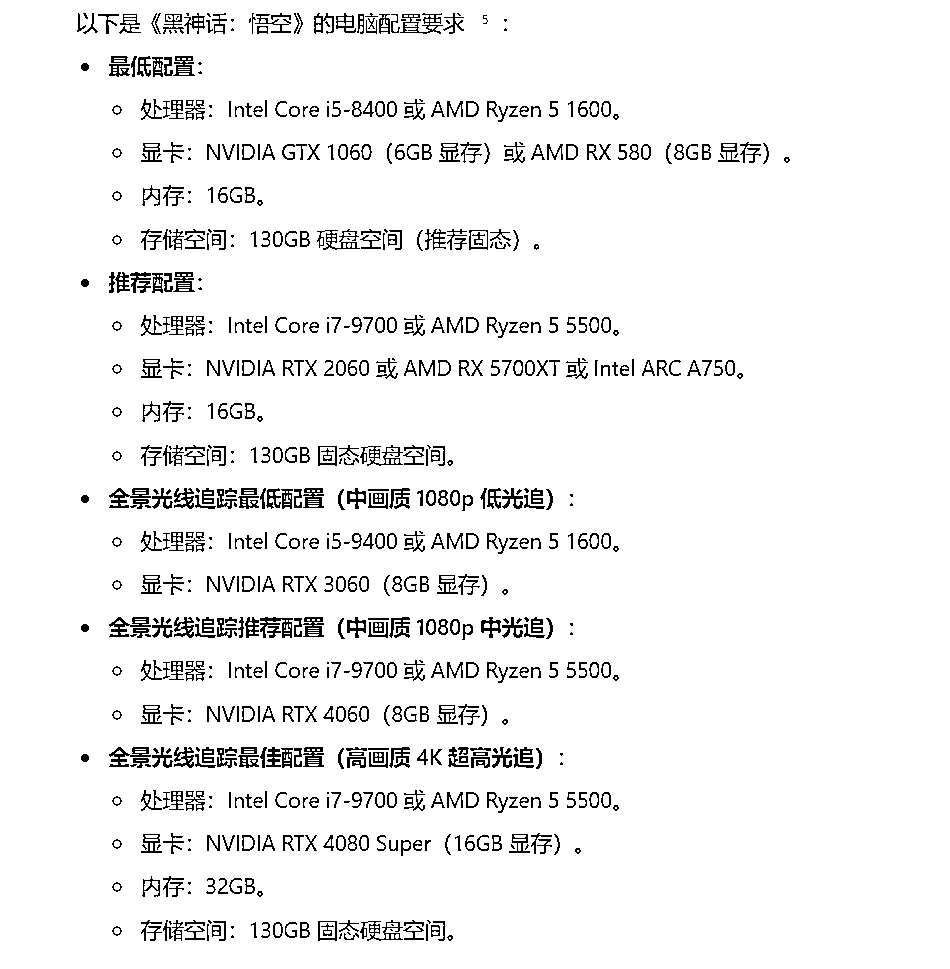 以下是《黑神话：悟空》的电脑配置要求 5 ：
• 最低配置：
○ 处理器：Intel Core i5-8400 或 AMD Ryzen 5 1600。
○ 显卡：NVIDIA GTX 1060（6GB 显存）或 AMD RX 580（8GB 显存）。
○ 内存：16GB。
○ 存储空间：130GB 硬盘空间（推荐固态）。
• 推荐配置：
○ 处理器：Intel Core i7-9700 或 AMD Ryzen 5 5500。
○ 显卡：NVIDIA RTX 2060 或 AMD RX 5700XT 或 Intel ARC A750。
○ 内存：16GB。
○ 存储空间：130GB 固态硬盘空间。
• 全景光线追踪最低配置（中画质 1080p 低光追）：
○ 处理器：Intel Core i5-9400 或 AMD Ryzen 5 1600。
○ 显卡：NVIDIA RTX 3060（8GB 显存）。
• 全景光线追踪推荐配置（中画质 1080p 中光追）：
○ 处理器：Intel Core i7-9700 或 AMD Ryzen 5 5500。
○ 显卡：NVIDIA RTX 4060（8GB 显存）。
• 全景光线追踪最佳配置（高画质 4K 超高光追）：
○ 处理器：Intel Core i7-9700 或 AMD Ryzen 5 5500。
○ 显卡：NVIDIA RTX 4080 Super（16GB 显存）。
○ 内存：32GB。
○ 存储空间：130GB 固态硬盘空间。